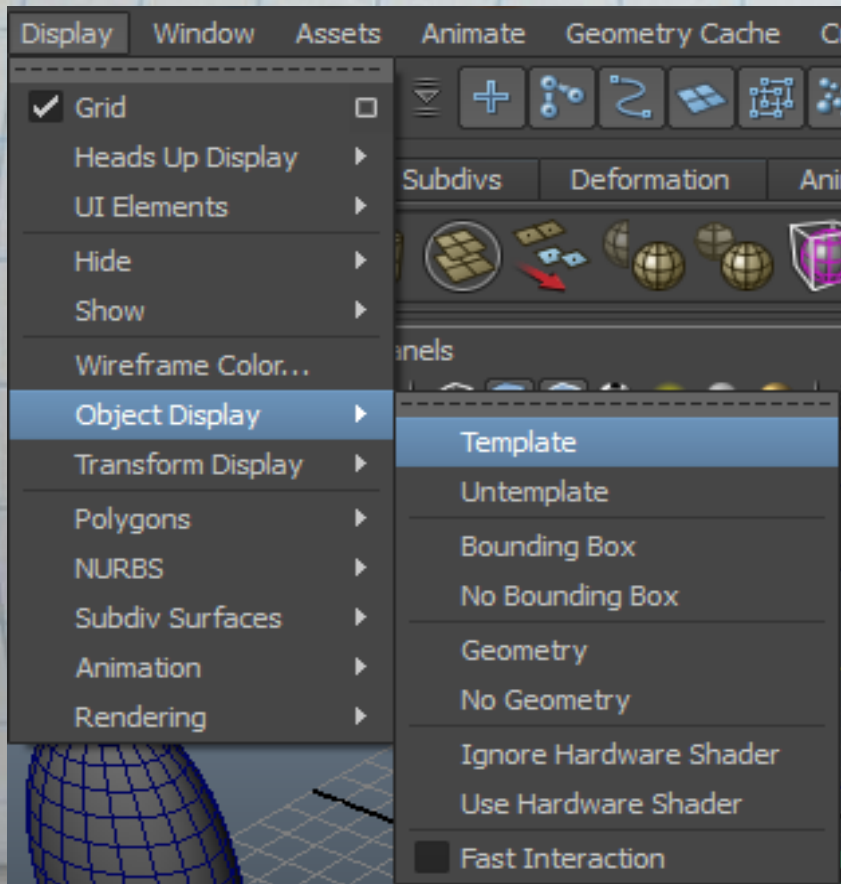 Display Window Assets Animate Geometry Cache
Grid
Heads Up Display
UI Elements
Subdivs Deformation
Hide
Show
Wireframe Color...
Object Display
Transform Display
Polygons
NURBS
Subdiv Surfaces
Animation
Rendering
Template
Untemplate
Bounding Box
No Bounding Box
Geometry
No Geometry
Ignore Hardware Shader
Use Hardware Shader
Fast Interaction